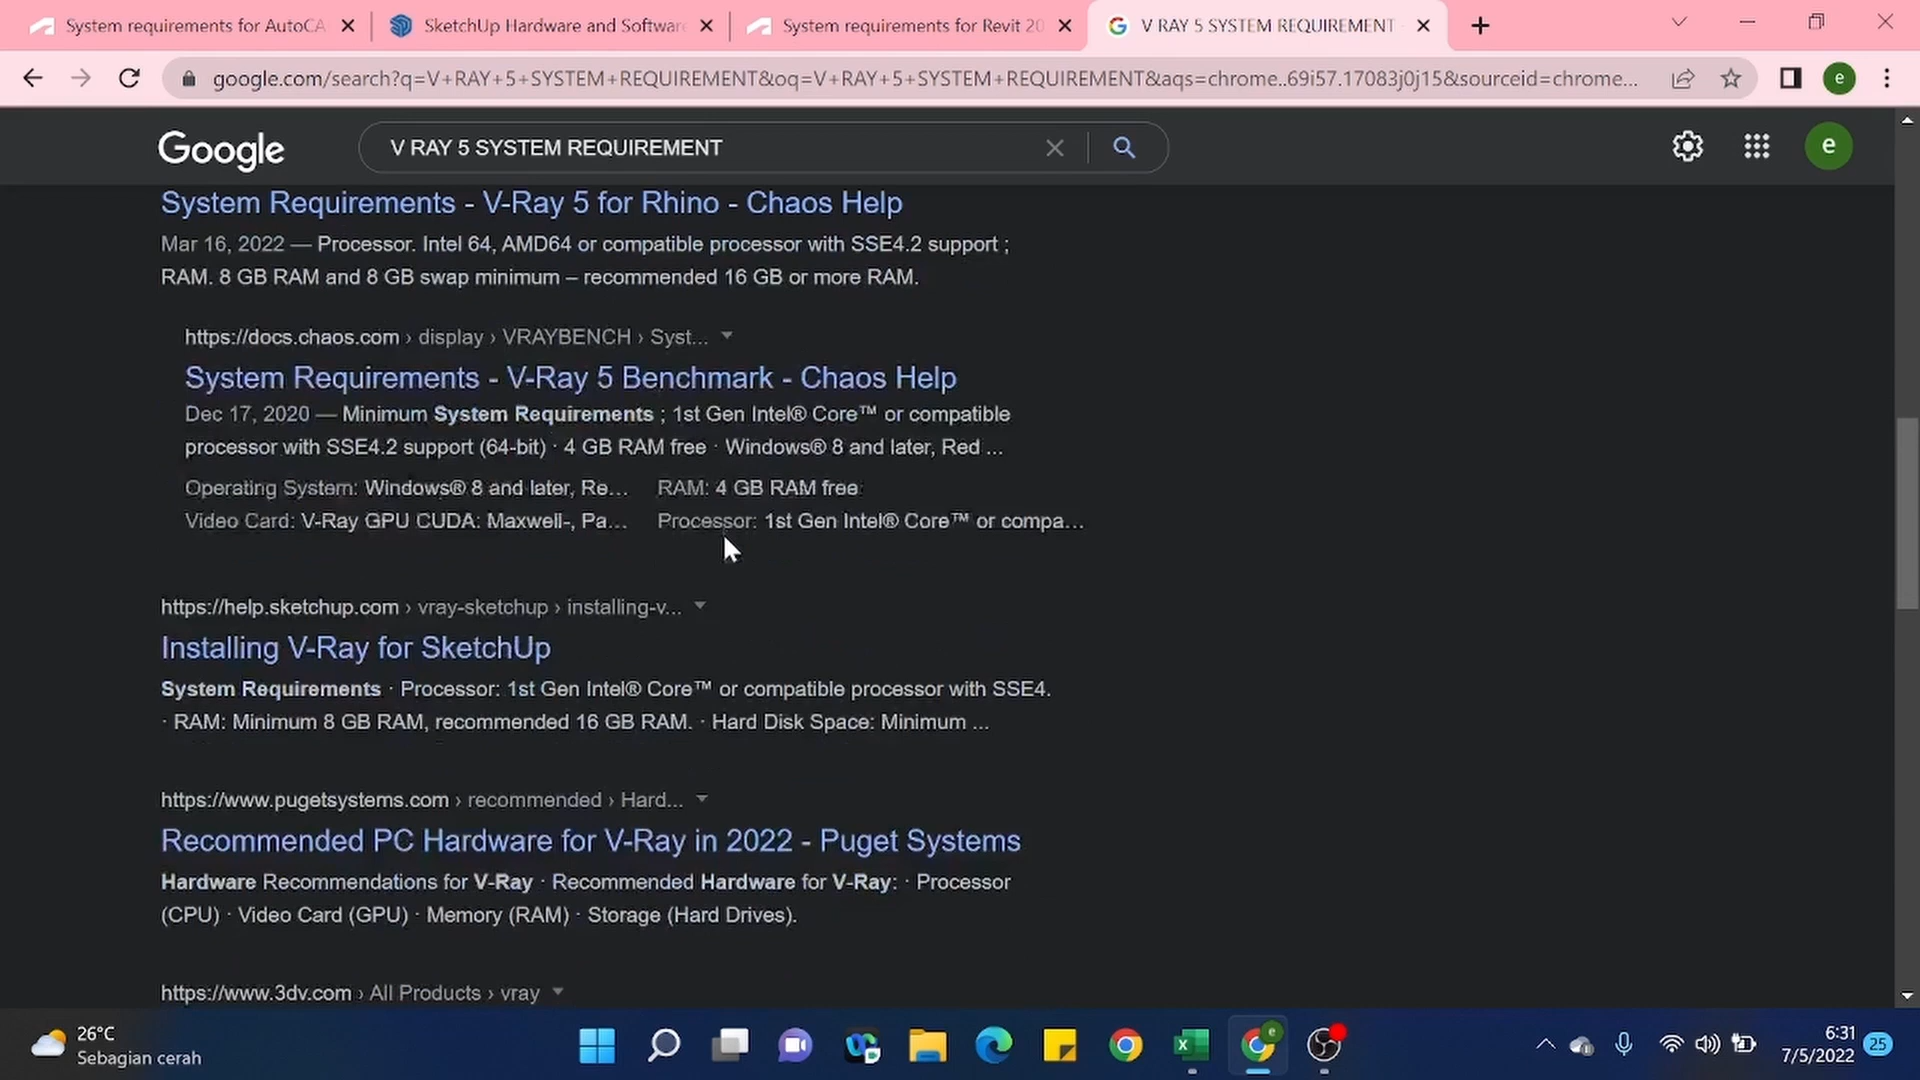 System requirements for AutoCA
SketchUp Hardware and Software
System requirements for Revit 20
V RAY 5 SYSTEM REQUIREMENT
google.com/search?q=V+RAY+5+SYSTEM+REQUIREMENT&oq=V+RAY+5+SYSTEM+REQUIREMENT&aqs=chrome..69i57.17083j0j15&sourceid=chrome...
e
Google
V RAY 5 SYSTEM REQUIREMENT
e
System Requirements - V-Ray 5 for Rhino - Chaos Help
Mar 16, 2022 — Processor. Intel 64, AMD64 or compatible processor with SSE4.2 support ;
RAM. 8 GB RAM and 8 GB swap minimum – recommended 16 GB or more RAM.
https://docs.chaos.com › display › VRAYBENCH › Syst...
System Requirements - V-Ray 5 Benchmark - Chaos Help
Dec 17, 2020 — Minimum System Requirements ; 1st Gen Intel® Core™ or compatible
processor with SSE4.2 support (64-bit) · 4 GB RAM free · Windows® 8 and later, Red ...
Operating System: Windows® 8 and later, Re... RAM: 4 GB RAM free
Video Card: V-Ray GPU CUDA: Maxwell-, Pa... Processor: 1st Gen Intel® Core™ or compa...
https://help.sketchup.com › vray-sketchup › installing-v...
Installing V-Ray for SketchUp
System Requirements · Processor: 1st Gen Intel® Core™ or compatible processor with SSE4.
· RAM: Minimum 8 GB RAM, recommended 16 GB RAM. · Hard Disk Space: Minimum ...
https://www.pugetsystems.com › recommended › Hard...
Recommended PC Hardware for V-Ray in 2022 - Puget Systems
Hardware Recommendations for V-Ray · Recommended Hardware for V-Ray: · Processor
(CPU) · Video Card (GPU) · Memory (RAM) · Storage (Hard Drives).
https://www.3dv.com › All Products › vray
26°C
Sebagian cerah
6:31
7/5/2022
25